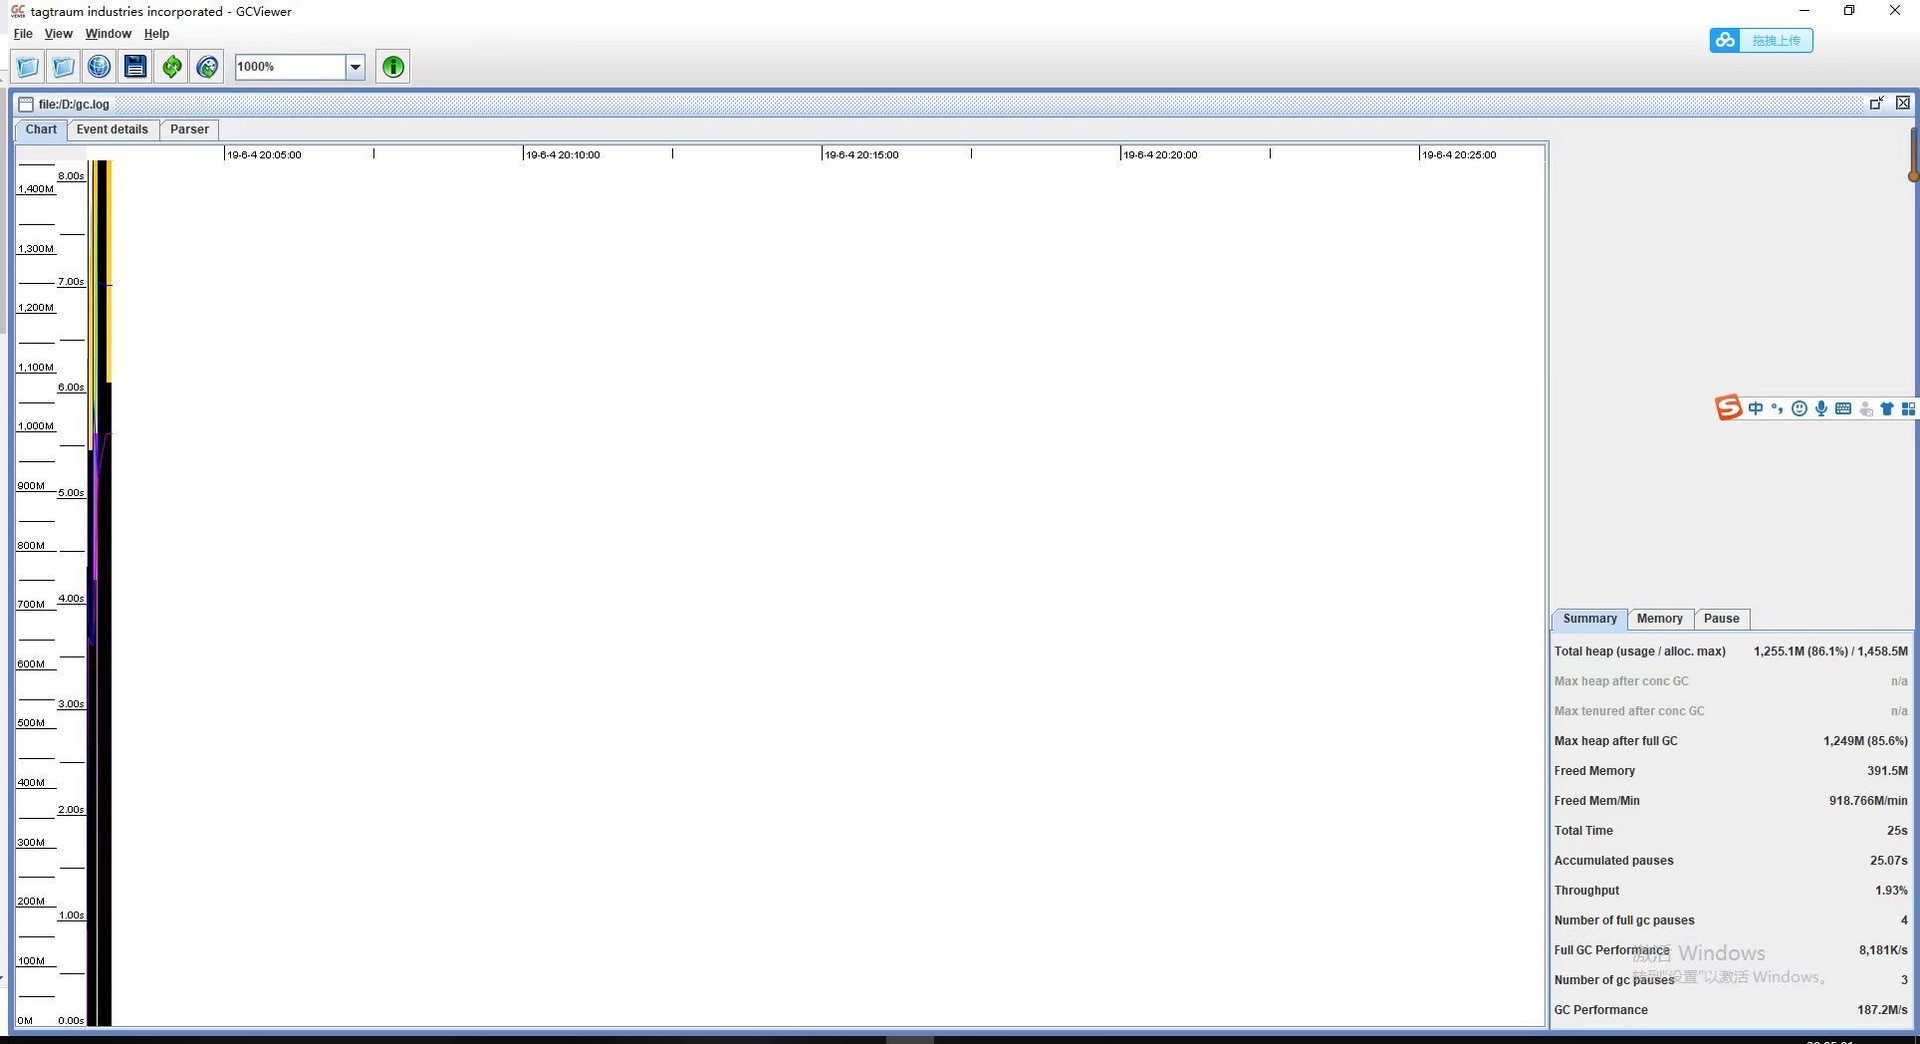 GC
VIEWER
tagtraum industries incorporated - GCViewer
File View Window Help
拖拽上传
1000%
file:/D:/gc.log
Chart Event details Parser
19-6-4 20:05:00 19-6-4 20:10:00 19-6-4 20:15:00 19-6-4 20:20:00 19-6-4 20:25:00
8.00s
1,400M
1,300M
7.00s
1,200M
1,100M
6.00s
1,000M
900M
5.00s
800M
700M
4.00s
600M
500M
3.00s
400M
2.00s
300M
200M
1.00s
100M
0M
0.00s
中
Summary Memory Pause
Total heap (usage / alloc. max) 1,255.1M (86.1%) / 1,458.5M
Max heap after conc GC n/a
Max tenured after conc GC n/a
Max heap after full GC 1,249M (85.6%)
Freed Memory 391.5M
Freed Mem/Min 918.766M/min
Total Time 25s
Accumulated pauses 25.07s
Throughput 1.93%
Number of full gc pauses 4
Full GC Performance 8,181K/s
激活 Windows
转到"设置"以激活 Windows。
Number of gc pauses 3
GC Performance 187.2M/s